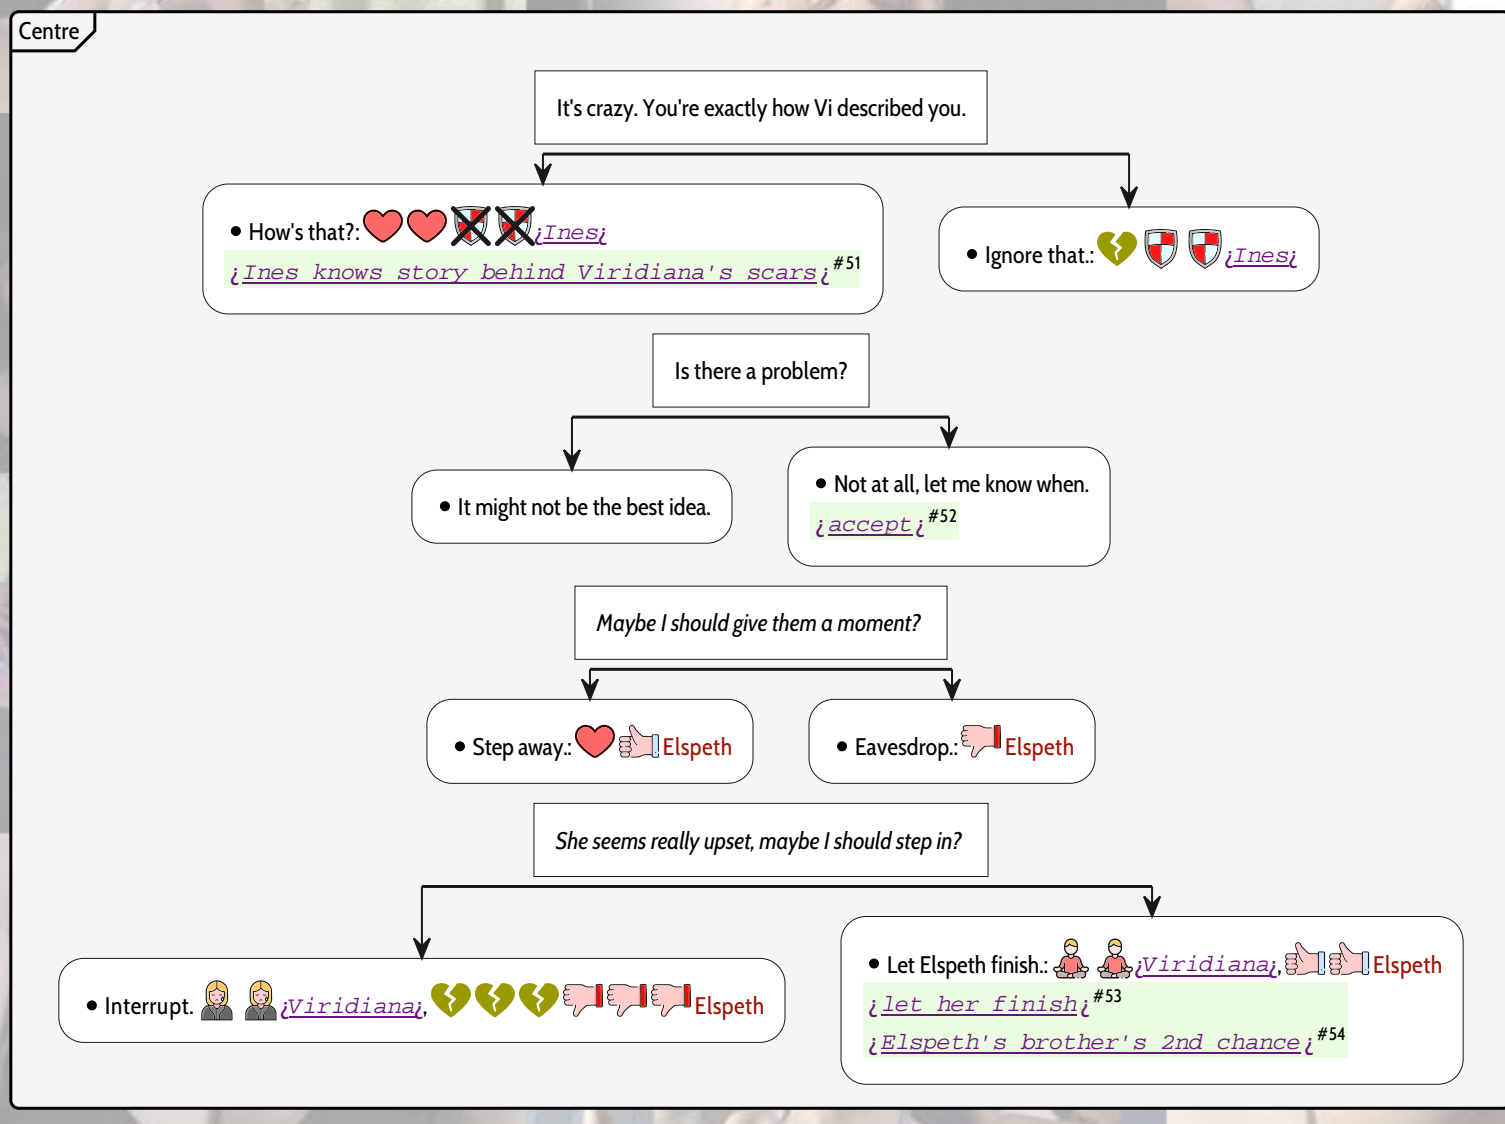 Centre
It's crazy. You're exactly how Vi described you.
• How's that?: ¿Ines¿
¿Ines knows story behind Viridiana's scars¿#51
• Ignore that.: ¿Ines¿
Is there a problem?
• It might not be the best idea.
• Not at all, let me know when.
¿accept¿#52
Maybe I should give them a moment?
• Step away.: Elspeth
• Eavesdrop.: Elspeth
She seems really upset, maybe I should step in?
• Interrupt. ¿Viridiana¿, Elspeth
• Let Elspeth finish.: ¿Viridiana¿, Elspeth
¿let her finish¿#53
¿Elspeth's brother's 2nd chance¿#54